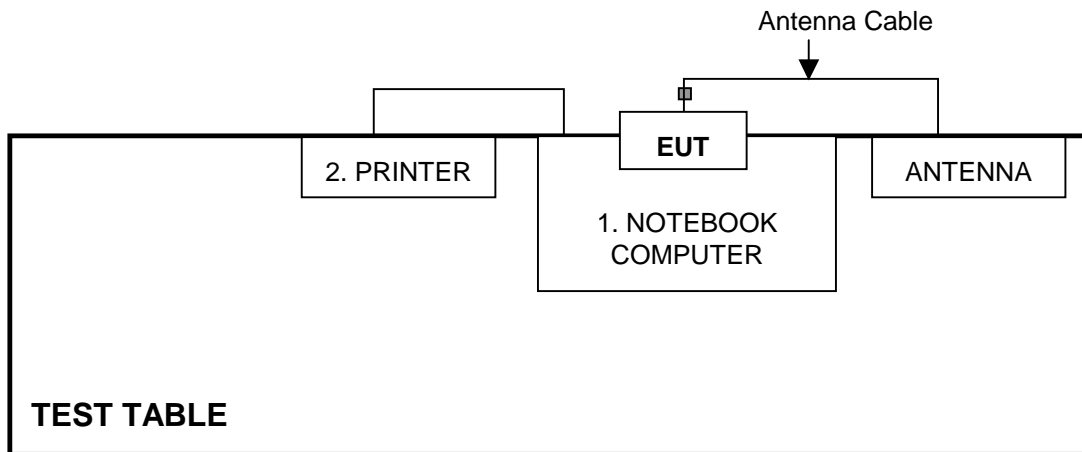 Antenna Cable
EUT
2. PRINTER
ANTENNA
1. NOTEBOOK
COMPUTER
TEST TABLE